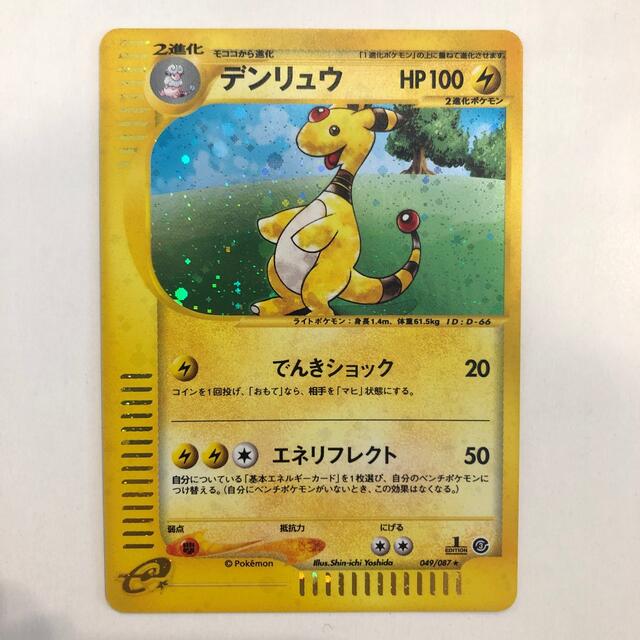 2進化
モココから進化
「1進化ポケモン」の上に重ねて進化させます。
デンリュウ
HP100
2進化ポケモン
ライトポケモン：身長1.4m、体重61.5kg ID：D-66
でんきショック 20
コインを1回投げ、「おもて」なら、相手を「マヒ」状態にする。
エネリフレクト 50
自分についている「基本エネルギーカード」を1枚選び、自分のベンチポケモンに
つけ替える。（自分にベンチポケモンがいないとき、この効果はなくなる。）
弱点 抵抗力 にげる
1
EDITION
©Pokémon
Illus.Shin-ichi Yoshida
049/087★
e